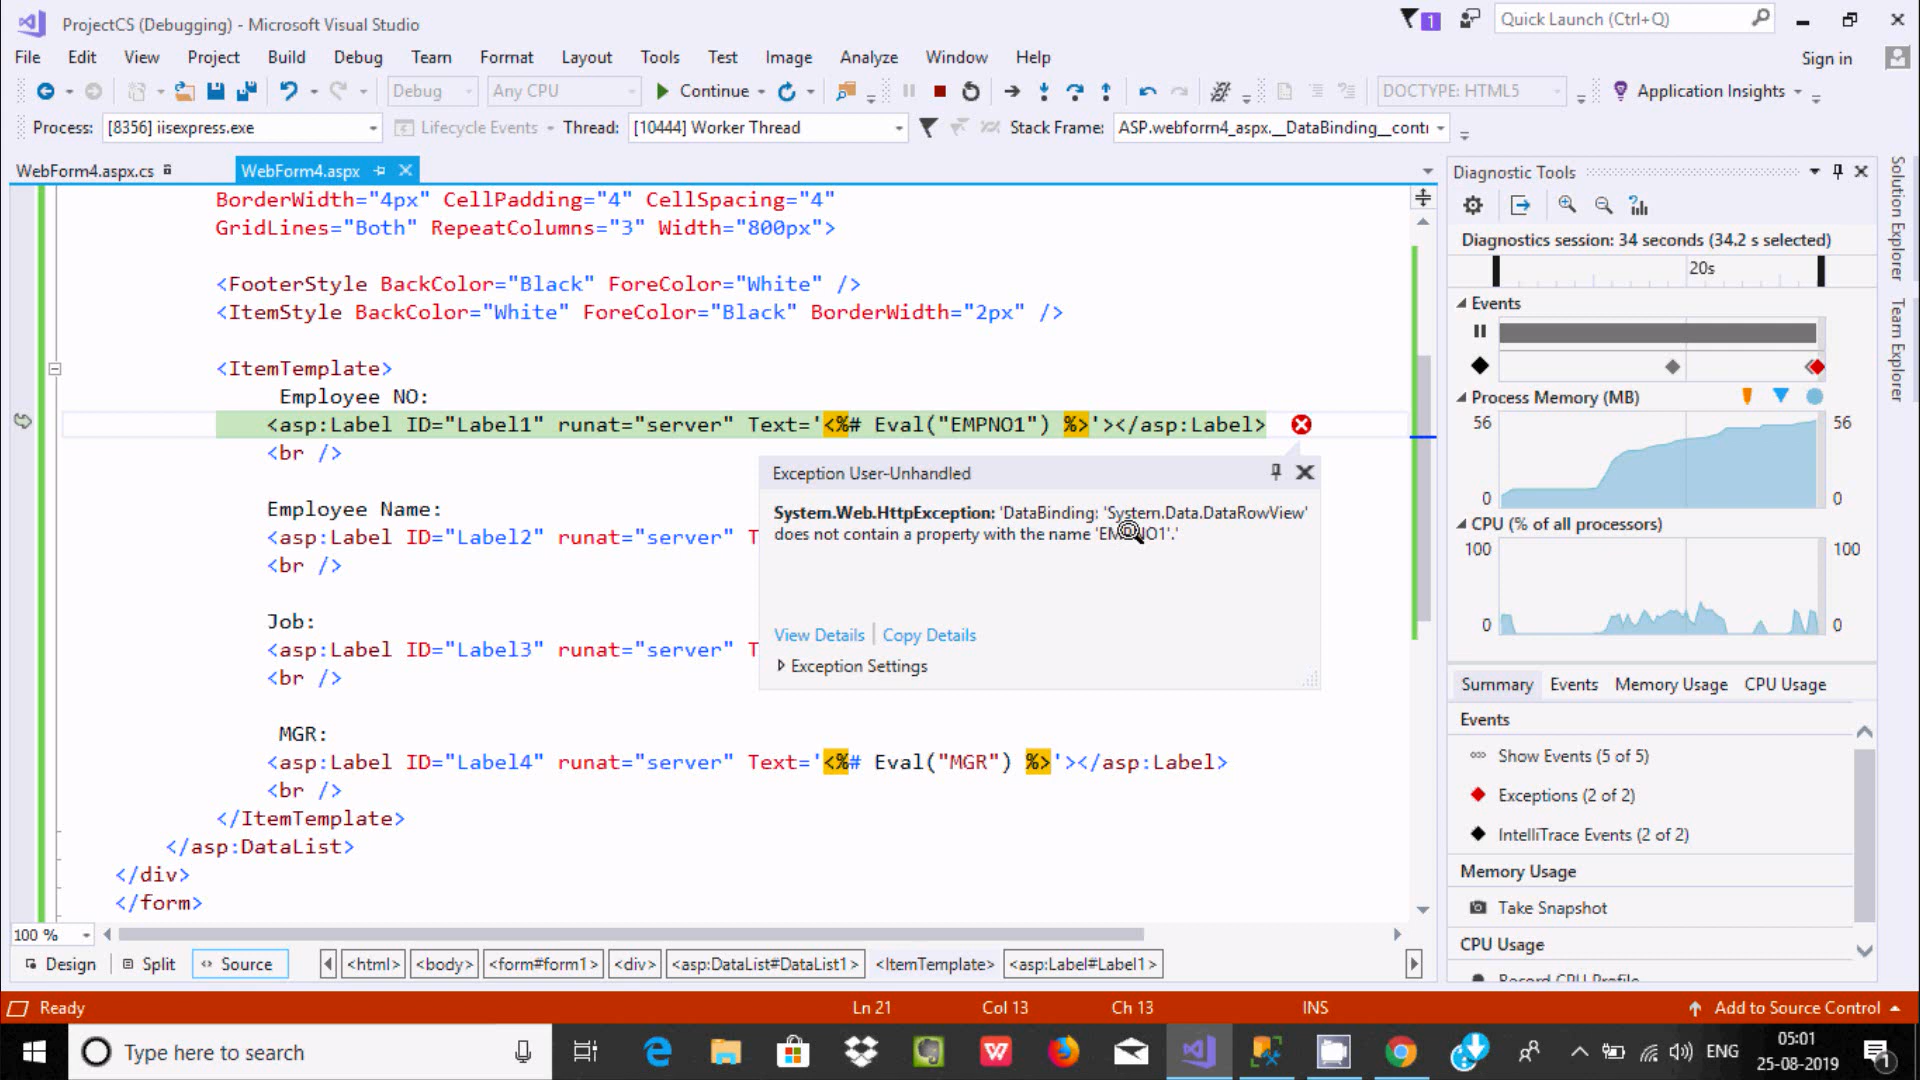 ProjectCS (Debugging) - Microsoft Visual Studio
1
Quick Launch (Ctrl+Q)
File Edit View Project Build Debug Team Format Layout Tools Test Image Analyze Window Help
Sign in
Debug Any CPU Continue DOCTYPE: HTML5 Application Insights
Process: [8356] iisexpress.exe Lifecycle Events Thread: [10444] Worker Thread Stack Frame: ASP.webform4_aspx.__DataBinding__conti
WebForm4.aspx.cs WebForm4.aspx
BorderWidth="4px" CellPadding="4" CellSpacing="4"
GridLines="Both" RepeatColumns="3" Width="800px">
<FooterStyle BackColor="Black" ForeColor="White" />
<ItemStyle BackColor="White" ForeColor="Black" BorderWidth="2px" />
<ItemTemplate>
Employee NO:
<asp:Label ID="Label1" runat="server" Text='<%# Eval("EMPNO1") %>'></asp:Label>
<br />
Employee Name:
<asp:Label ID="Label2" runat="server" T
<br />
Job:
<asp:Label ID="Label3" runat="server" T
<br />
MGR:
<asp:Label ID="Label4" runat="server" Text='<%# Eval("MGR") %>'></asp:Label>
<br />
</ItemTemplate>
</asp:DataList>
</div>
</form>
Exception User-Unhandled
System.Web.HttpException: 'DataBinding: 'System.Data.DataRowView'
does not contain a property with the name 'EMPNO1'.'
View Details Copy Details
Exception Settings
100 %
Design Split Source <html> <body> <form#form1> <div> <asp:DataList#DataList1> <ItemTemplate> <asp:Label#Label1>
Diagnostic Tools
Diagnostics session: 34 seconds (34.2 s selected)
20s
Events
Process Memory (MB)
56 56
0 0
CPU (% of all processors)
100 100
0 0
Summary Events Memory Usage CPU Usage
Events
Show Events (5 of 5)
Exceptions (2 of 2)
IntelliTrace Events (2 of 2)
Memory Usage
Take Snapshot
CPU Usage
Record CPU Profile
Solution Explorer
Team Explorer
Ready Ln 21 Col 13 Ch 13 INS Add to Source Control
Type here to search
ENG
05:01
25-08-2019
1